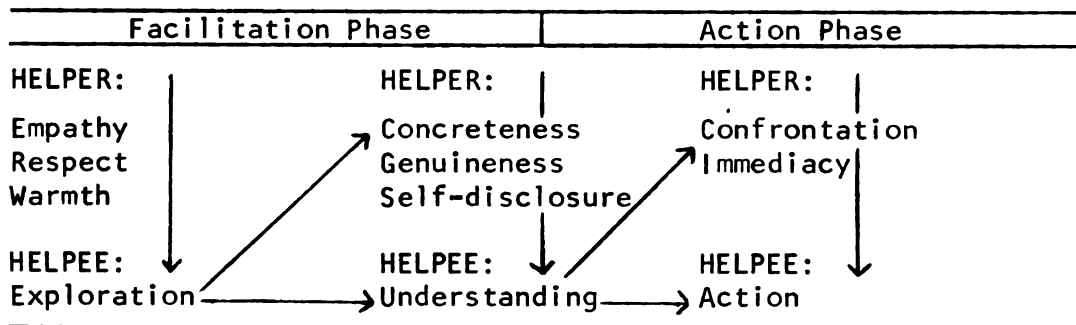 Facilitation Phase Action Phase
HELPER: HELPER: HELPER:
Empathy Concreteness Confrontation
Respect Genuineness Immediacy
Warmth Self-disclosure
HELPEE: HELPEE: HELPEE:
Exploration Understanding Action